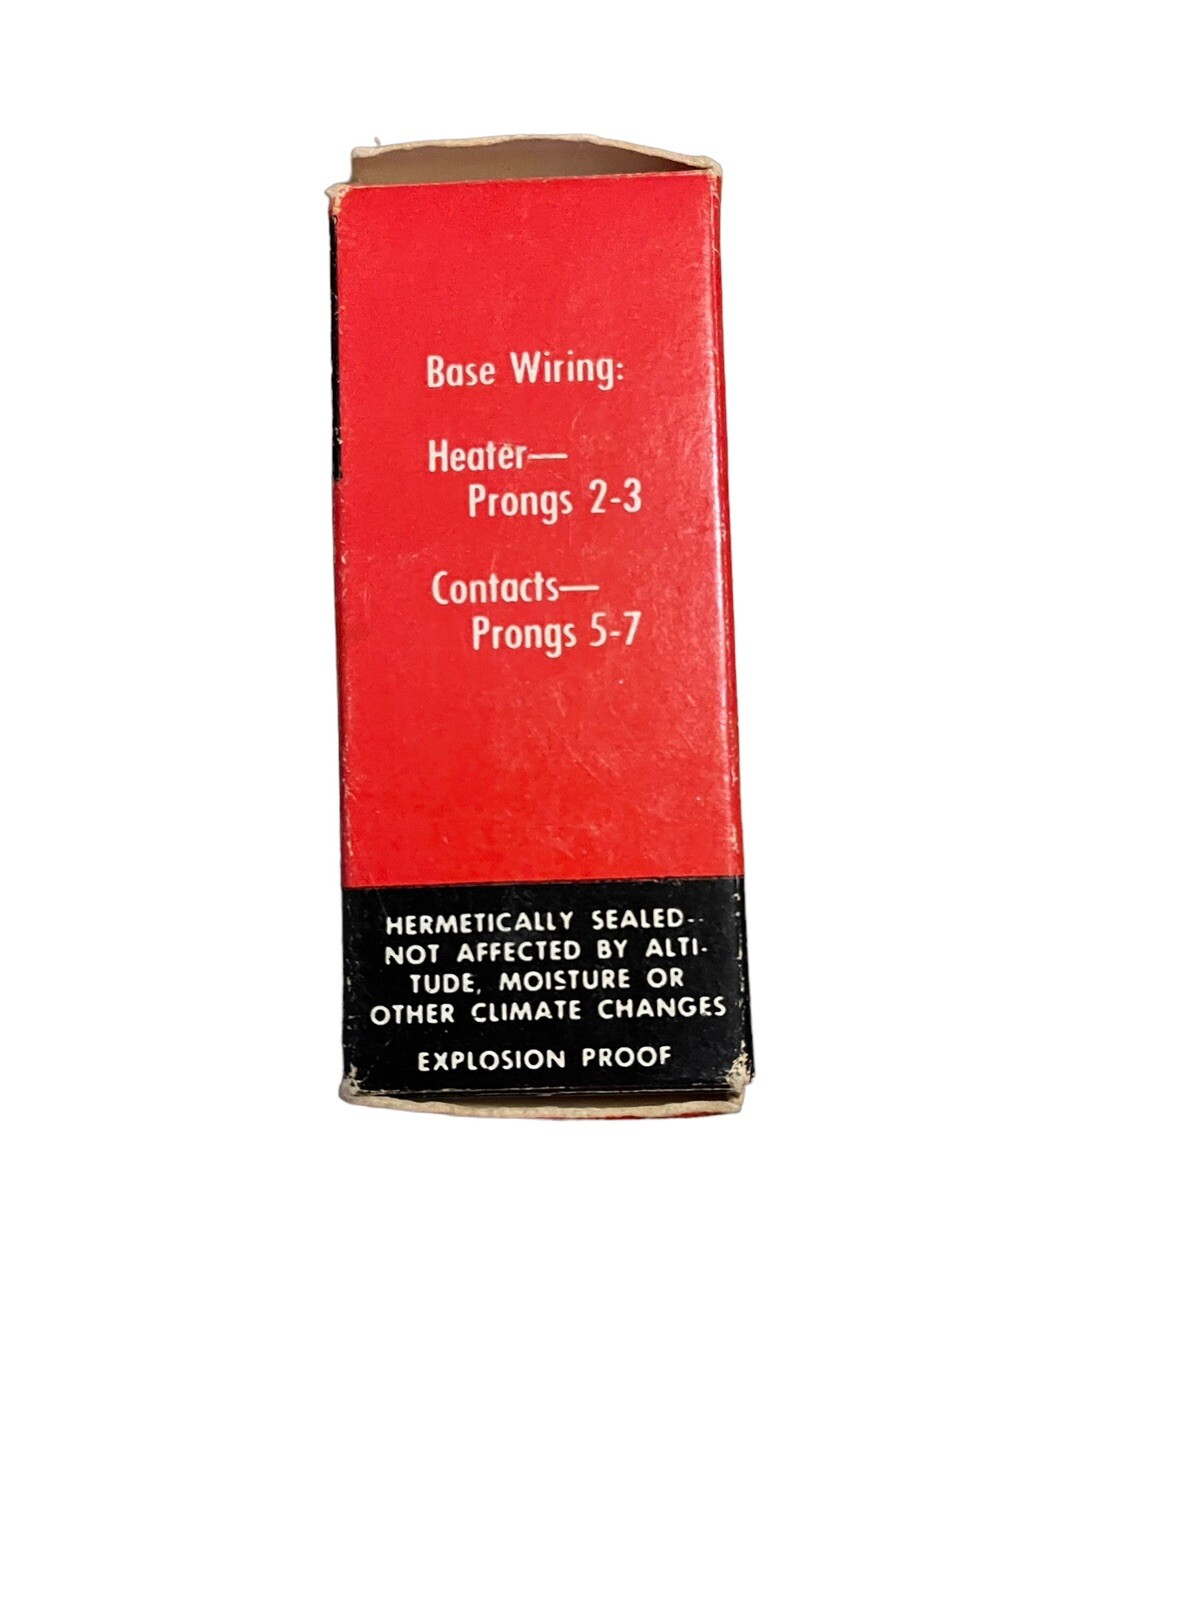 Base Wiring:
Heater—
Prongs 2-3
Contacts—
Prongs 5-7
HERMETICALLY SEALED--
NOT AFFECTED BY ALTI-
TUDE, MOISTURE OR
OTHER CLIMATE CHANGES
EXPLOSION PROOF